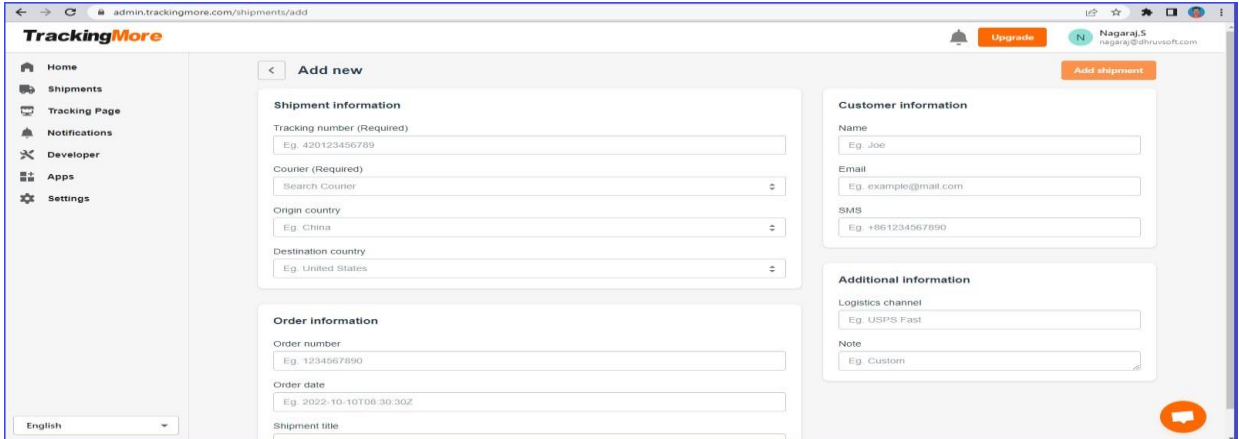 admin.trackingmore.com/shipments/add
TrackingMore
Upgrade
N
Nagaraj,S
nagaraj@dhruvsoft.com
Home
Shipments
Tracking Page
Notifications
Developer
Apps
Settings
English
Add new
Add shipment
Shipment information
Tracking number (Required)
Eg. 420123456789
Courier (Required)
Search Courier
Origin country
Eg. China
Destination country
Eg. United States
Order information
Order number
Eg. 1234567890
Order date
Eg. 2022-10-10T08:30:30Z
Shipment title
Customer information
Name
Eg. Joe
Email
Eg. example@mail.com
SMS
Eg. +861234567890
Additional information
Logistics channel
Eg. USPS Fast
Note
Eg. Custom